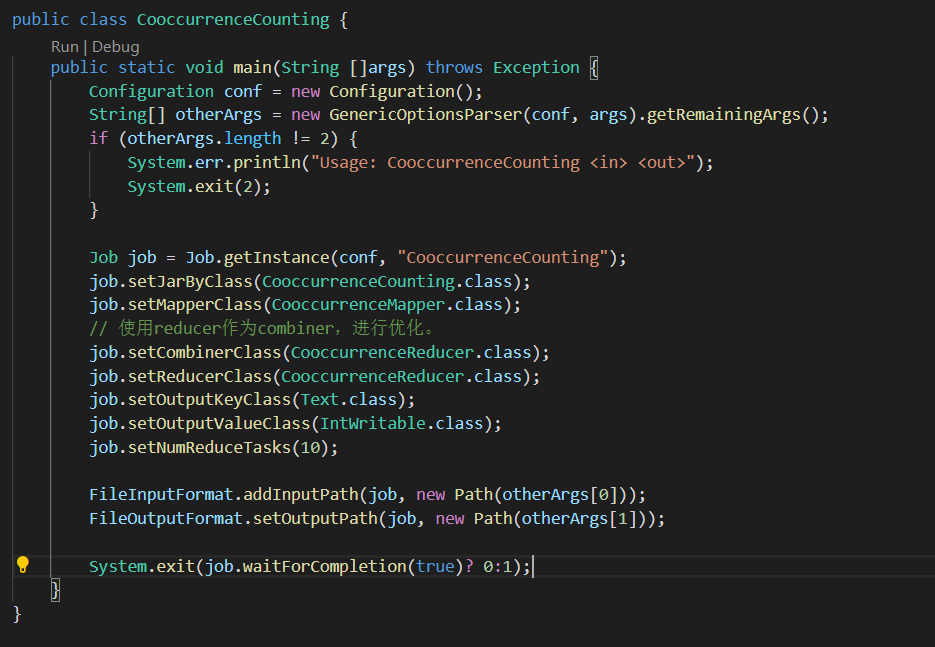 public class CooccurrenceCounting {
Run | Debug
public static void main(String []args) throws Exception {
Configuration conf = new Configuration();
String[] otherArgs = new GenericOptionsParser(conf, args).getRemainingArgs();
if (otherArgs.length != 2) {
System.err.println("Usage: CooccurrenceCounting <in> <out>");
System.exit(2);
}
Job job = Job.getInstance(conf, "CooccurrenceCounting");
job.setJarByClass(CooccurrenceCounting.class);
job.setMapperClass(CooccurrenceMapper.class);
// 使用reducer作为combiner，进行优化。
job.setCombinerClass(CooccurrenceReducer.class);
job.setReducerClass(CooccurrenceReducer.class);
job.setOutputKeyClass(Text.class);
job.setOutputValueClass(IntWritable.class);
job.setNumReduceTasks(10);
FileInputFormat.addInputPath(job, new Path(otherArgs[0]));
FileOutputFormat.setOutputPath(job, new Path(otherArgs[1]));
System.exit(job.waitForCompletion(true)? 0:1);
}
}